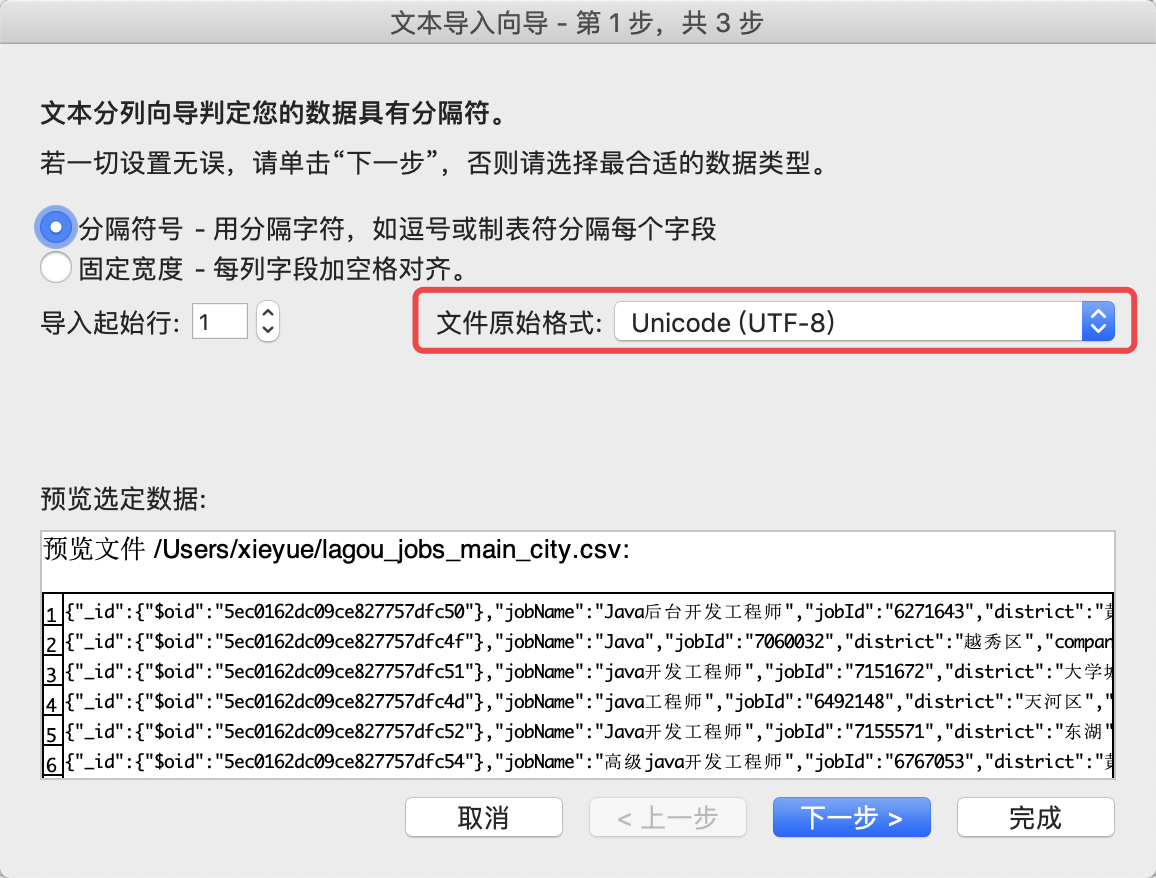 文本导入向导 - 第 1 步，共 3 步
文本分列向导判定您的数据具有分隔符。
若一切设置无误，请单击“下一步”，否则请选择最合适的数据类型。
分隔符号 - 用分隔字符，如逗号或制表符分隔每个字段
固定宽度 - 每列字段加空格对齐。
导入起始行: 1 文件原始格式: Unicode (UTF-8)
预览选定数据:
预览文件 /Users/xieyue/lagou_jobs_main_city.csv:
1 {"_id":{"$oid":"5ec0162dc09ce827757dfc50"},"jobName":"Java后台开发工程师","jobId":"6271643","district":"
2 {"_id":{"$oid":"5ec0162dc09ce827757dfc4f"},"jobName":"Java","jobId":"7060032","district":"越秀区","compan
3 {"_id":{"$oid":"5ec0162dc09ce827757dfc51"},"jobName":"java开发工程师","jobId":"7151672","district":"大学
4 {"_id":{"$oid":"5ec0162dc09ce827757dfc4d"},"jobName":"java工程师","jobId":"6492148","district":"天河区","
5 {"_id":{"$oid":"5ec0162dc09ce827757dfc52"},"jobName":"Java开发工程师","jobId":"7155571","district":"东湖"
6 {"_id":{"$oid":"5ec0162dc09ce827757dfc54"},"jobName":"高级java开发工程师","jobId":"6767053","district":"
取消 < 上一步 下一步 > 完成